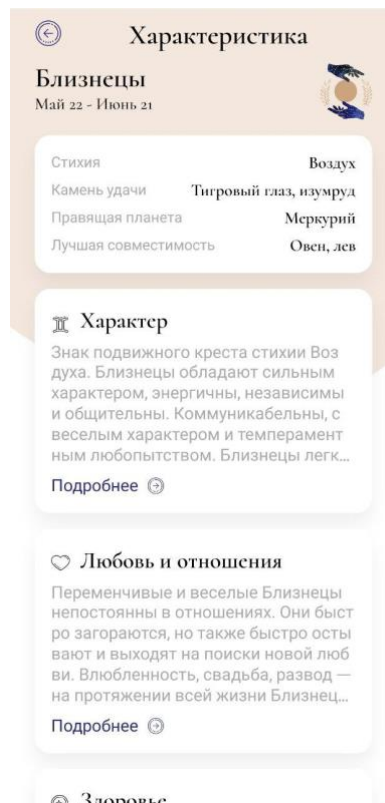 Характеристика
Близнецы
Май 22 - Июнь 21
Стихия Воздух
Камень удачи Тигровый глаз, изумруд
Правящая планета Меркурий
Лучшая совместимость Овен, лев
Характер
Знак подвижного креста стихии Воз
духа. Близнецы обладают сильным
характером, энергичны, независимы
и общительны. Коммуникабельны, с
веселым характером и темперамент
ным любопытством. Близнецы легк...
Подробнее
Любовь и отношения
Переменчивые и веселые Близнецы
непостоянны в отношениях. Они быст
ро загораются, но также быстро осты
вают и выходят на поиски новой люб
ви. Влюбленность, свадьба, развод —
на протяжении всей жизни Близнец...
Подробнее
Здоровье